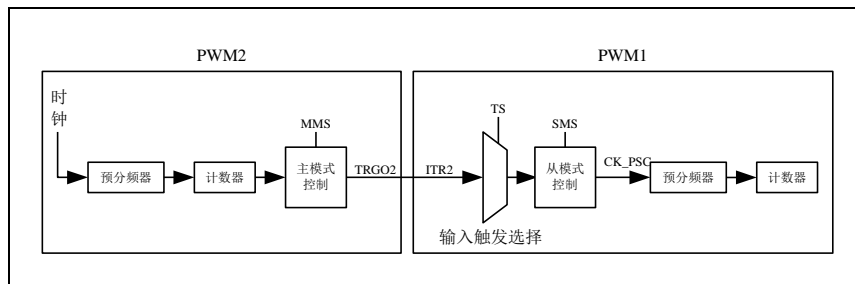 PWM2
PWM1
时
钟
MMS
TS
SMS
预分频器
计数器
主模式
控制
TRGO2
ITR2
从模式
控制
CK_PSC
预分频器
计数器
输入触发选择